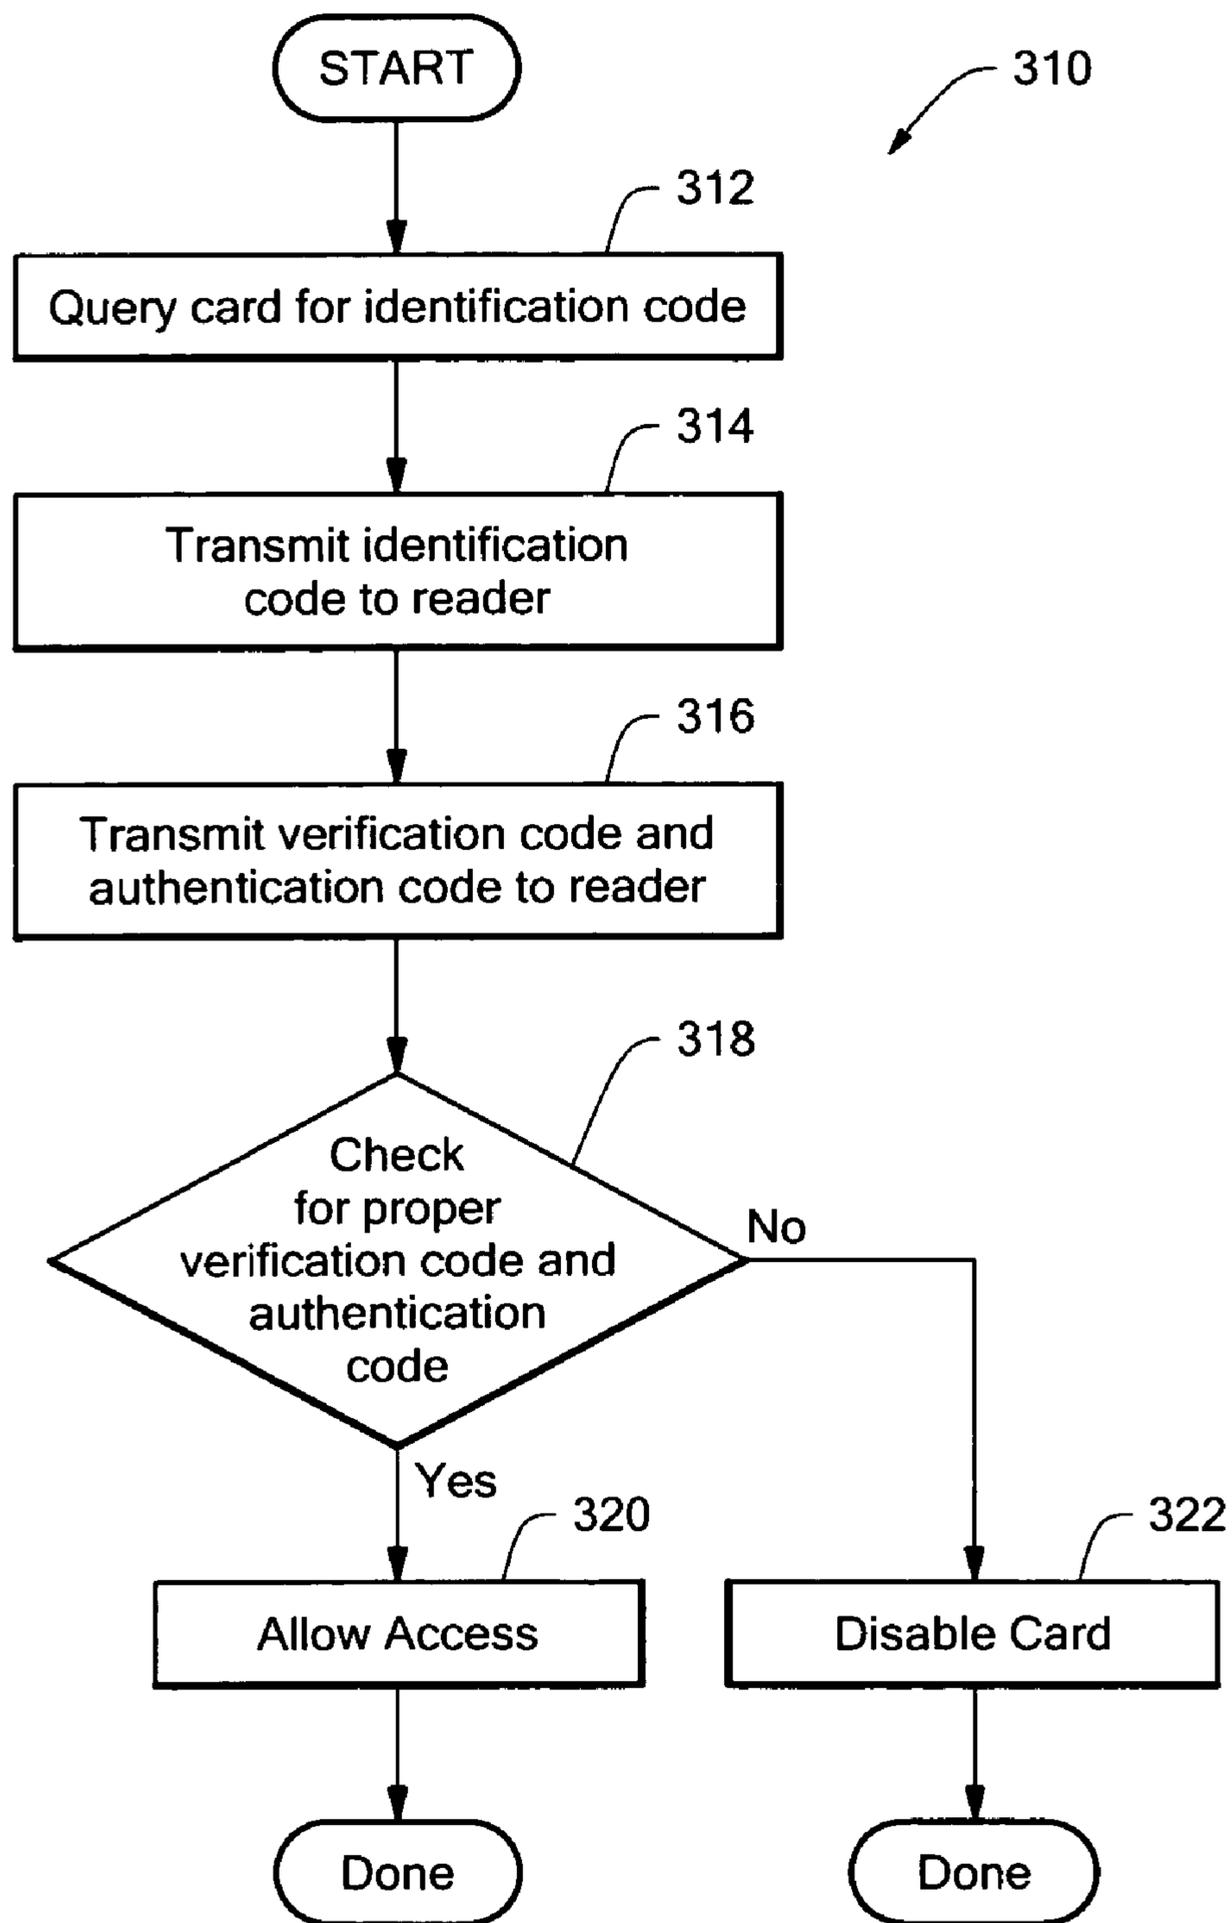 START
310
312
Query card for identification code
314
Transmit identification
code to reader
316
Transmit verification code and
authentication code to reader
318
Check
for proper
verification code and
authentication
code
No
Yes
320
Allow Access
322
Disable Card
Done
Done